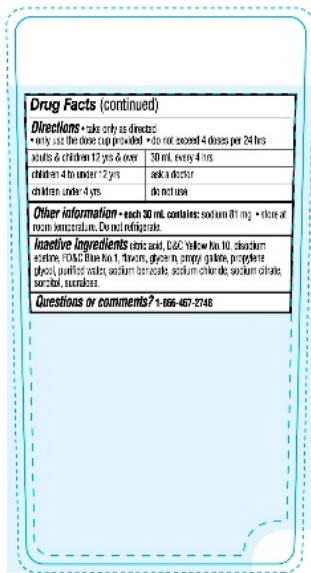 Drug Facts (continued)
Directions • take only as directed
• only use the dose cup provided • do not exceed 4 doses per 24 hrs
adults & children 12 yrs & over 30 mL every 4 hrs
children 4 to under 12 yrs ask a doctor
children under 4 yrs do not use
Other information • each 30 mL contains: sodium 81 mg • store at
room temperature. Do not refrigerate.
Inactive ingredients citric acid, D&C Yellow No. 10, disodium
edetate, FD&C Blue No.1, flavors, glycerin, propyl gallate, propylene
glycol, purified water, sodium benzoate, sodium chloride, sodium citrate,
sorbitol, sucralose.
Questions or comments? 1-866-467-2748